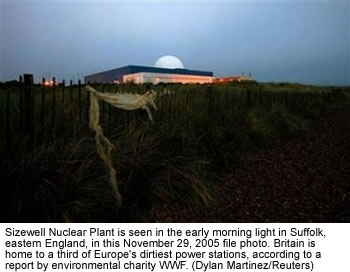 Sizewell Nuclear Plant is seen in the early morning light in Suffolk,
eastern England, in this November 29, 2005 file photo. Britain is
home to a third of Europe's dirtiest power stations, according to a
report by environmental charity WWF. (Dylan Martinez/Reuters)